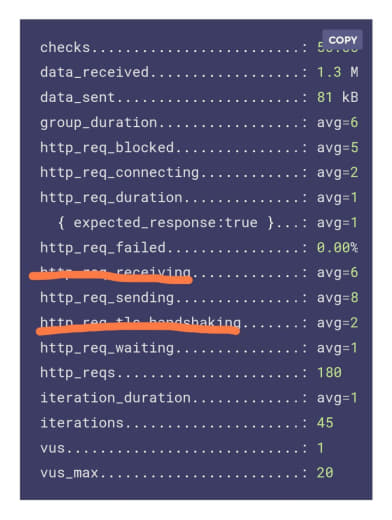 COPY
checks.........................:
data_received..................: 1.3 M
data_sent......................: 81 kB
group_duration.................: avg=6
http_req_blocked...............: avg=5
http_req_connecting............: avg=2
http_req_duration..............: avg=1
{ expected_response:true }...: avg=1
http_req_failed................: 0.00%
http_req_receiving.............: avg=6
http_req_sending...............: avg=8
http_req_tls_handshaking.......: avg=2
http_req_waiting...............: avg=1
http_reqs......................: 180
iteration_duration.............: avg=1
iterations.....................: 45
vus............................: 1
vus_max........................: 20